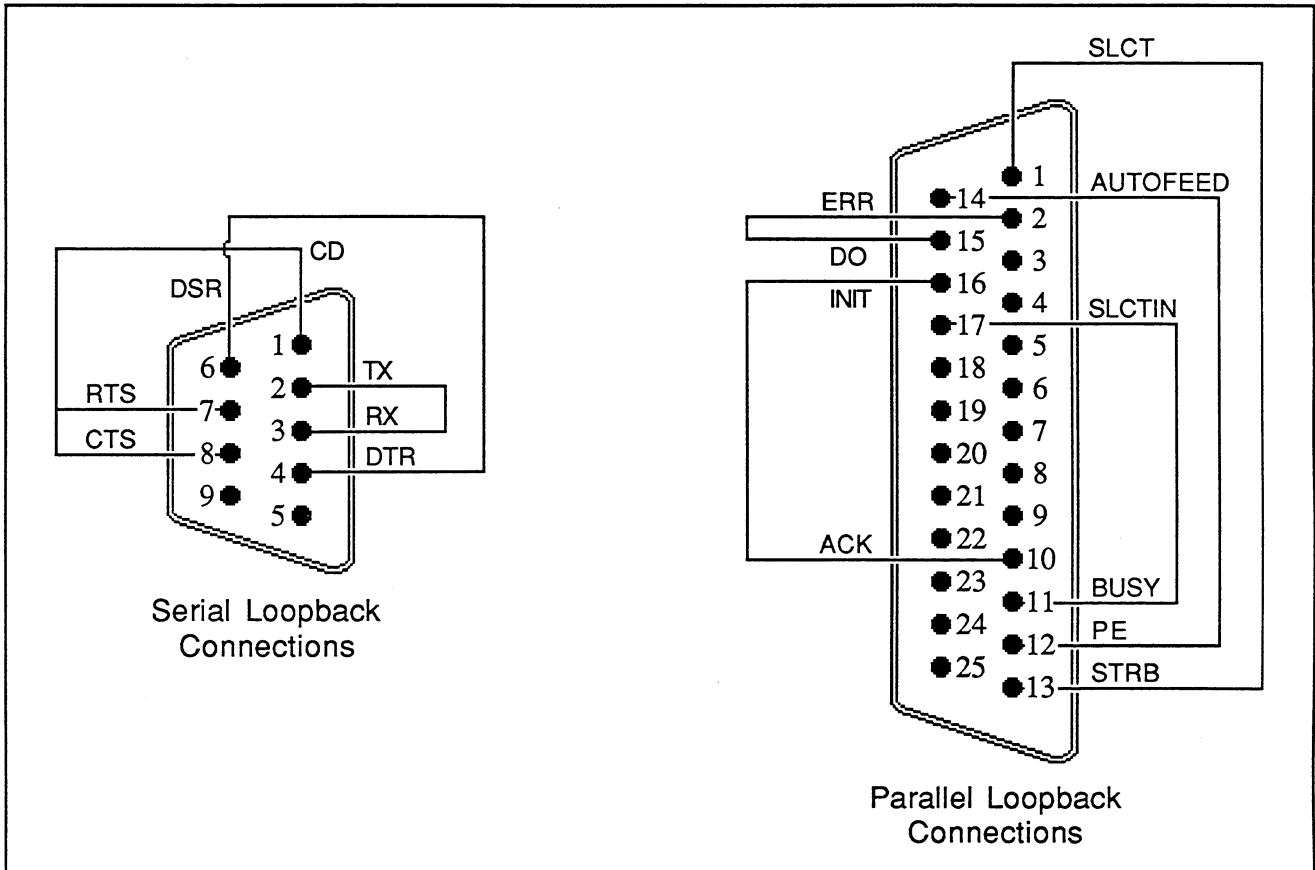 CD
DSR
1
6
2
TX
RTS
7
3
RX
CTS
8
4
DTR
9
5
Serial Loopback
Connections
SLCT
1
14
AUTOFEED
ERR
2
15
DO
3
16
INIT
4
17
SLCTIN
5
18
6
19
7
20
8
21
9
22
ACK
10
23
11
BUSY
24
12
PE
25
13
STRB
Parallel Loopback
Connections